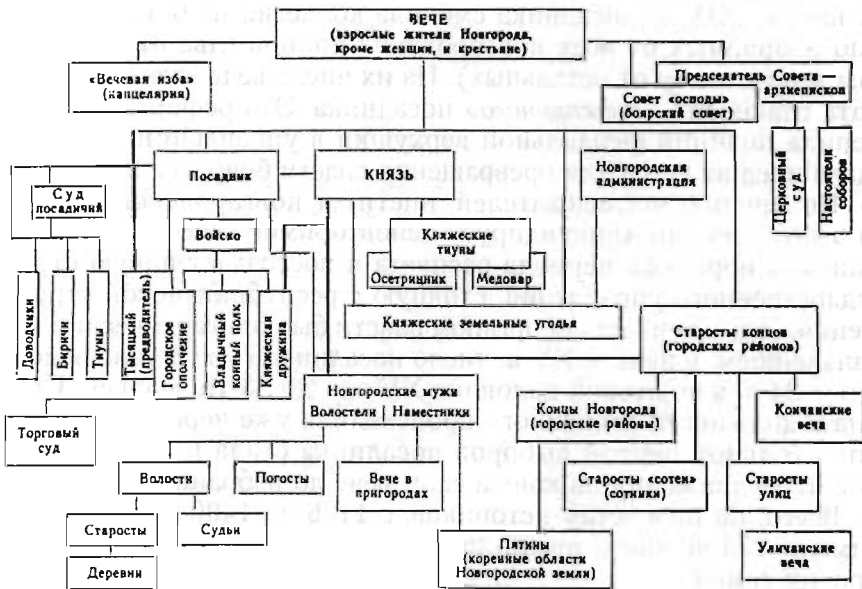 ВЕЧЕ
(взрослые жители Новгорода,
кроме женщин, и крестьяне)
«Вечевая изба»
(канцелярия)
Председатель Совета —
архиепископ
Совет «осподы»
(боярский совет)
Церковный
суд
Настоятели
соборов
Суд
посадничий
Посадник
КНЯЗЬ
Новгородская
администрация
Войско
Княжеские
тиуны
Осетринник
Медовар
Доводчики
Биричи
Тиуны
Тысяцкий
(предводитель)
Городское
ополчение
Владычный
конный полк
Княжеская
дружина
Княжеские земельные угодья
Старосты концов
(городских районов)
Новгородские мужи
Волостели | Наместники
Торговый
суд
Концы Новгорода
(городские районы)
Кончанские
веча
Волости
Погосты
Вече в
пригородах
Старосты «сотен»
(сотники)
Старосты
улиц
Старосты
Судьи
Деревни
Пятины
(коренные области
Новгородской земли)
Уличанские
веча